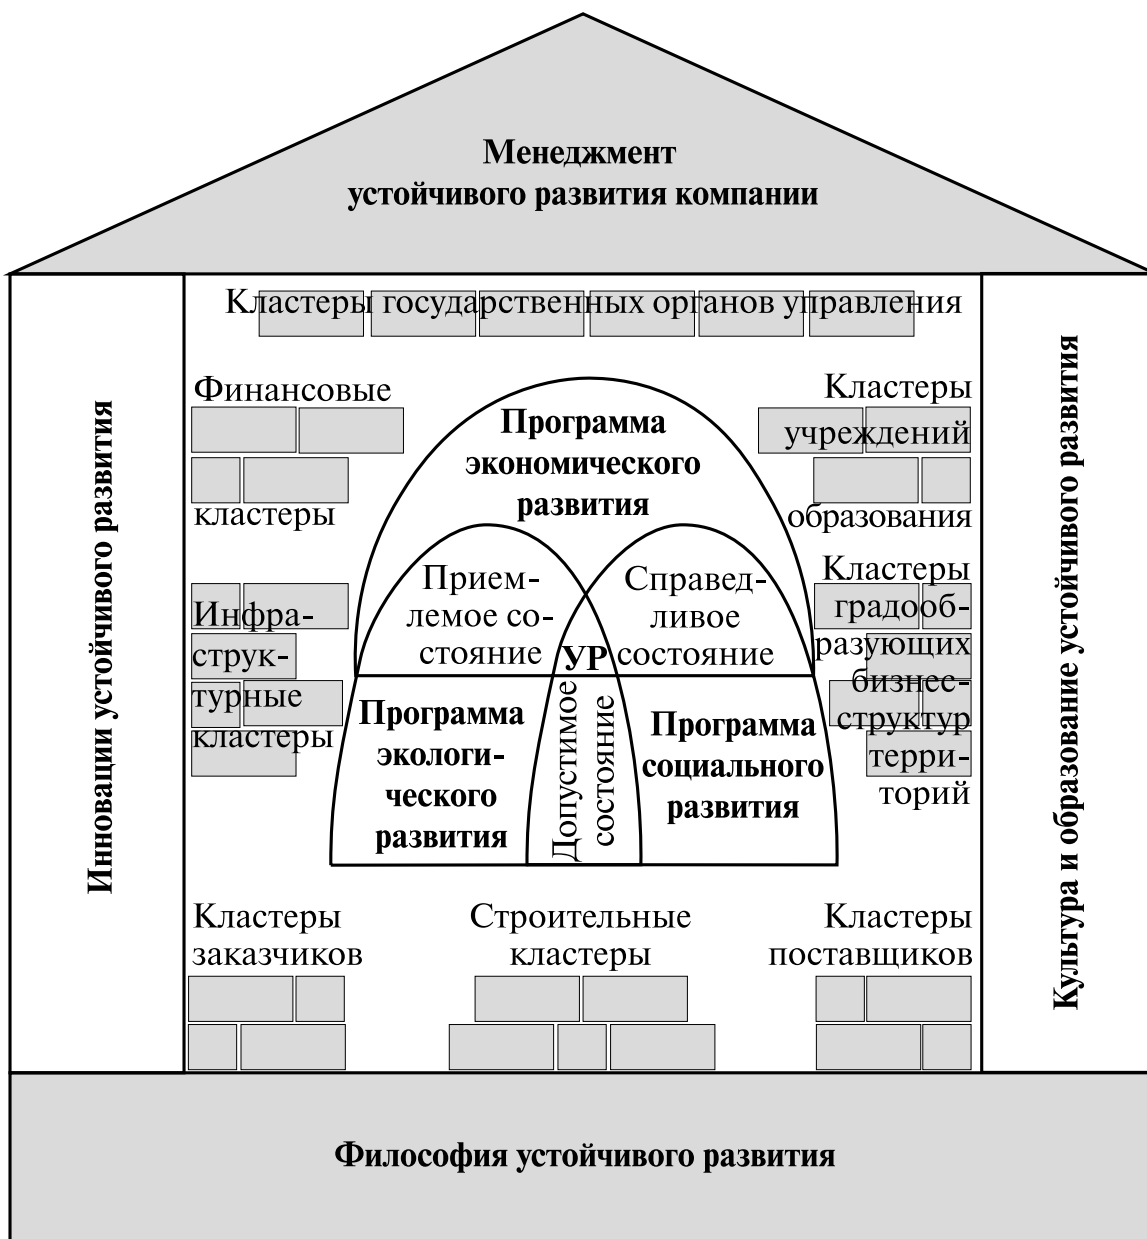 Менеджмент
устойчивого развития компании
Кластеры государственных органов управления
Инновации устойчивого развития
Финансовые
кластеры
Инфра-
струк-
турные
кластеры
Программа
экономического
развития
Прием-
лемое со-
стояние
Справед-
ливое
состояние
УР
Программа
экологи-
ческого
развития
Допустимое
состояние
Программа
социального
развития
Кластеры
учреждений
образования
Кластеры
градооб-
разующих
бизнес-
структур
терри-
торий
Культура и образование устойчивого развития
Кластеры
заказчиков
Строительные
кластеры
Кластеры
поставщиков
Философия устойчивого развития